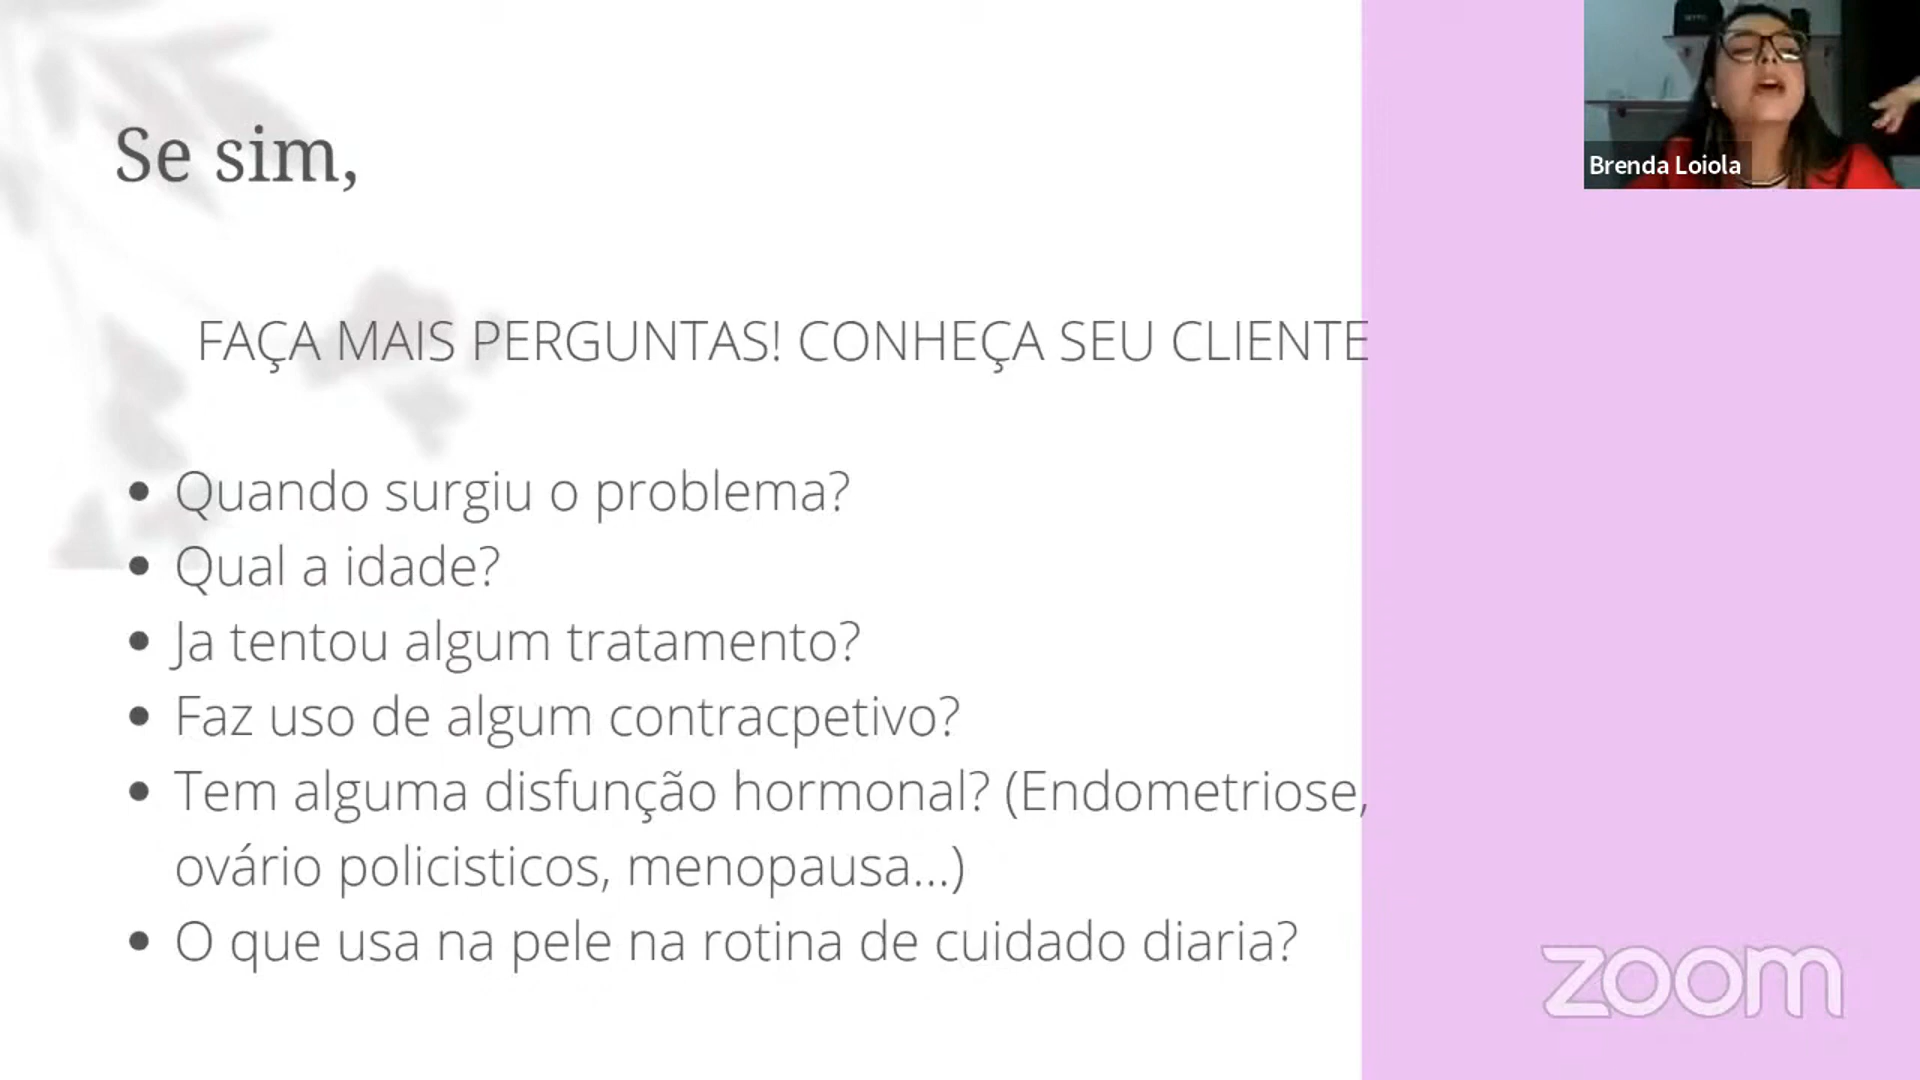 Se sim,
Brenda Loiola
FAÇA MAIS PERGUNTAS! CONHEÇA SEU CLIENTE
• Quando surgiu o problema?
• Qual a idade?
• Ja tentou algum tratamento?
• Faz uso de algum contracpetivo?
• Tem alguma disfunção hormonal? (Endometriose,
ovário policisticos, menopausa...)
• O que usa na pele na rotina de cuidado diaria?
zoom